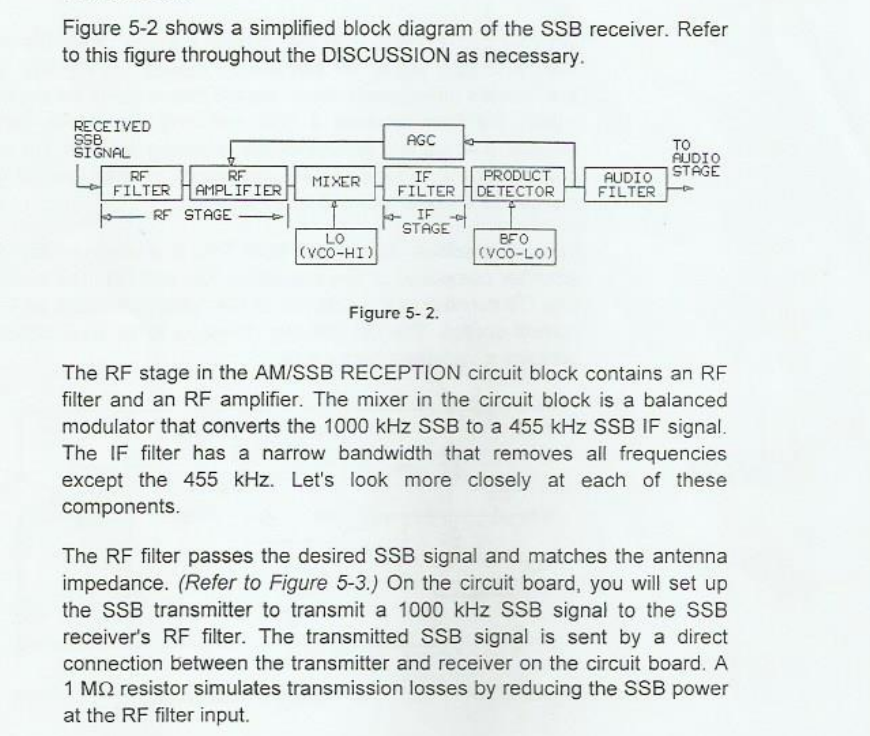 Figure 5-2 shows a simplified block diagram of the SSB receiver. Refer
to this figure throughout the DISCUSSION as necessary.
RECEIVED
SSB
SIGNAL
AGC
TO
AUDIO
STAGE
RF
FILTER
RF
AMPLIFIER
MIXER
IF
FILTER
PRODUCT
DETECTOR
AUDIO
FILTER
RF STAGE
IF
STAGE
LO
(VCO-HI)
BFO
(VCO-LO)
Figure 5- 2.
The RF stage in the AM/SSB RECEPTION circuit block contains an RF
filter and an RF amplifier. The mixer in the circuit block is a balanced
modulator that converts the 1000 kHz SSB to a 455 kHz SSB IF signal.
The IF filter has a narrow bandwidth that removes all frequencies
except the 455 kHz. Let's look more closely at each of these
components.
The RF filter passes the desired SSB signal and matches the antenna
impedance. (Refer to Figure 5-3.) On the circuit board, you will set up
the SSB transmitter to transmit a 1000 kHz SSB signal to the SSB
receiver's RF filter. The transmitted SSB signal is sent by a direct
connection between the transmitter and receiver on the circuit board. A
1 MΩ resistor simulates transmission losses by reducing the SSB power
at the RF filter input.